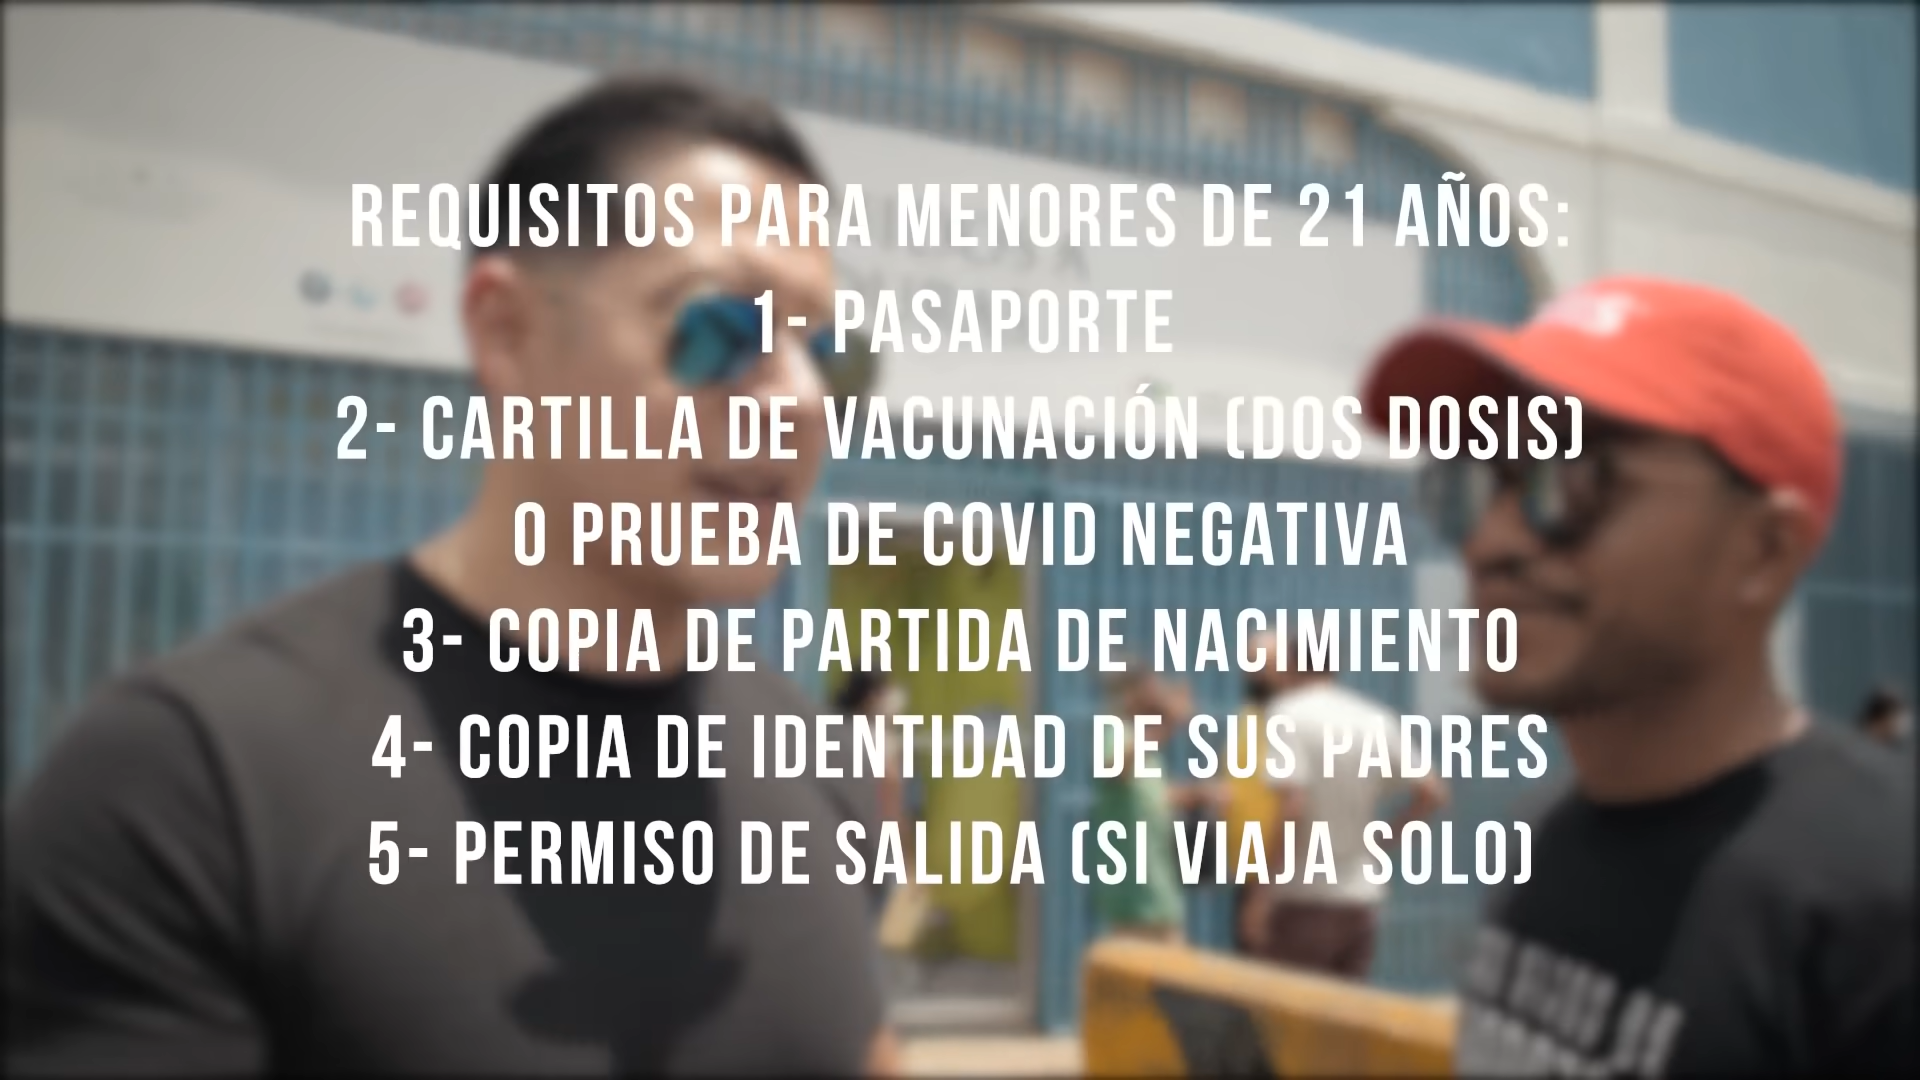 REQUISITOS PARA MENORES DE 21 AÑOS:
1- PASAPORTE
2- CARTILLA DE VACUNACIÓN (DOS DOSIS)
O PRUEBA DE COVID NEGATIVA
3- COPIA DE PARTIDA DE NACIMIENTO
4- COPIA DE IDENTIDAD DE SUS PADRES
5- PERMISO DE SALIDA (SI VIAJA SOLO)